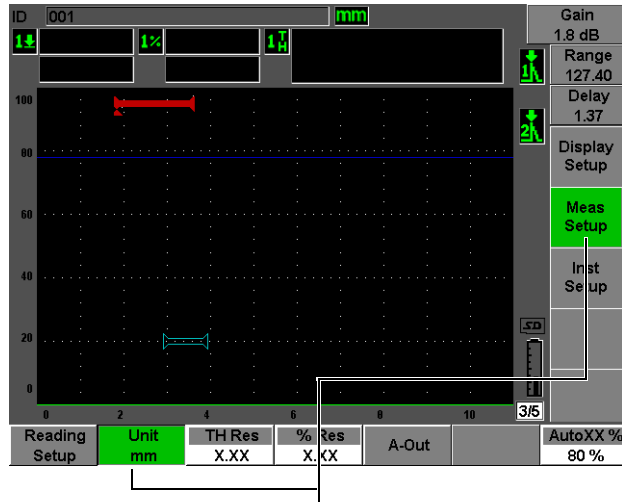 ID 001 mm
Gain
1.8 dB
1
1%
1 T H
Range
127.40
1
Delay
1.37
2
100
80
60
40
20
0
Display
Setup
Meas
Setup
Inst
Setup
SD
0 2 4 6 8 10
3/5
Reading
Setup
Unit
mm
TH Res
X.XX
% Res
X.XX
A-Out
AutoXX %
80 %